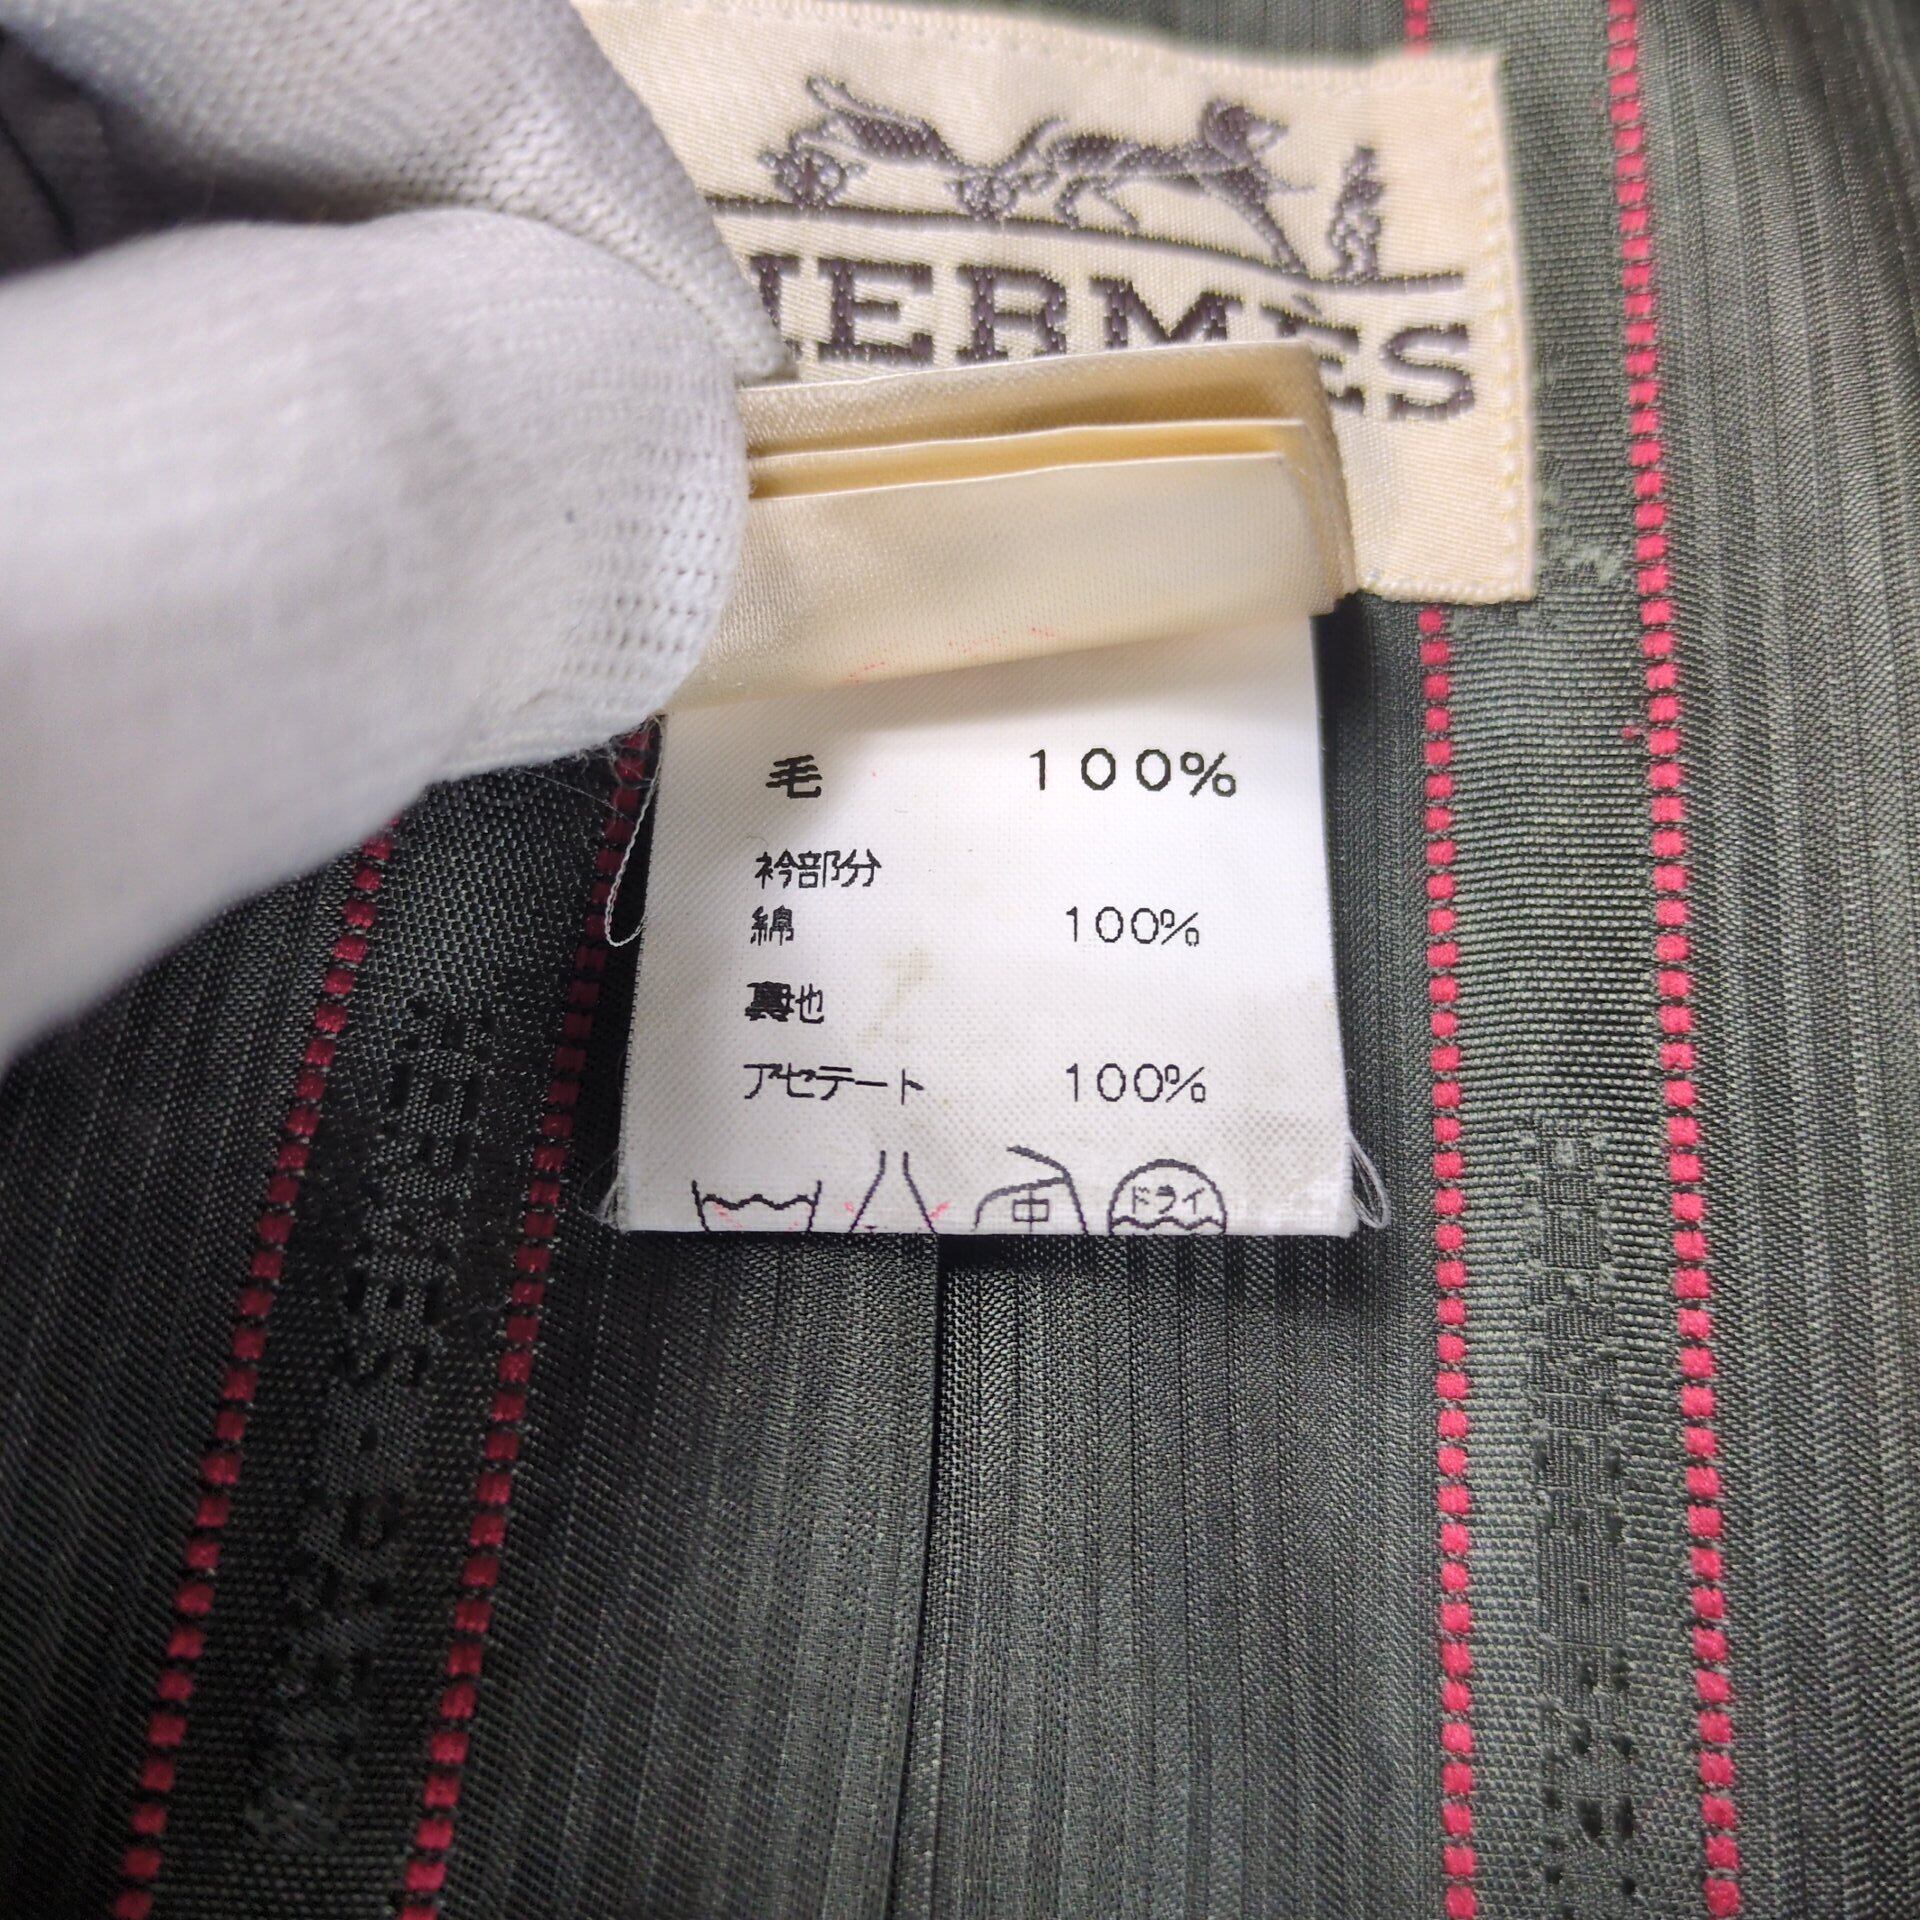 HERMÈS
毛 100%
衿部分
綿 100%
裏地
アセテート 100%
中 ドライ